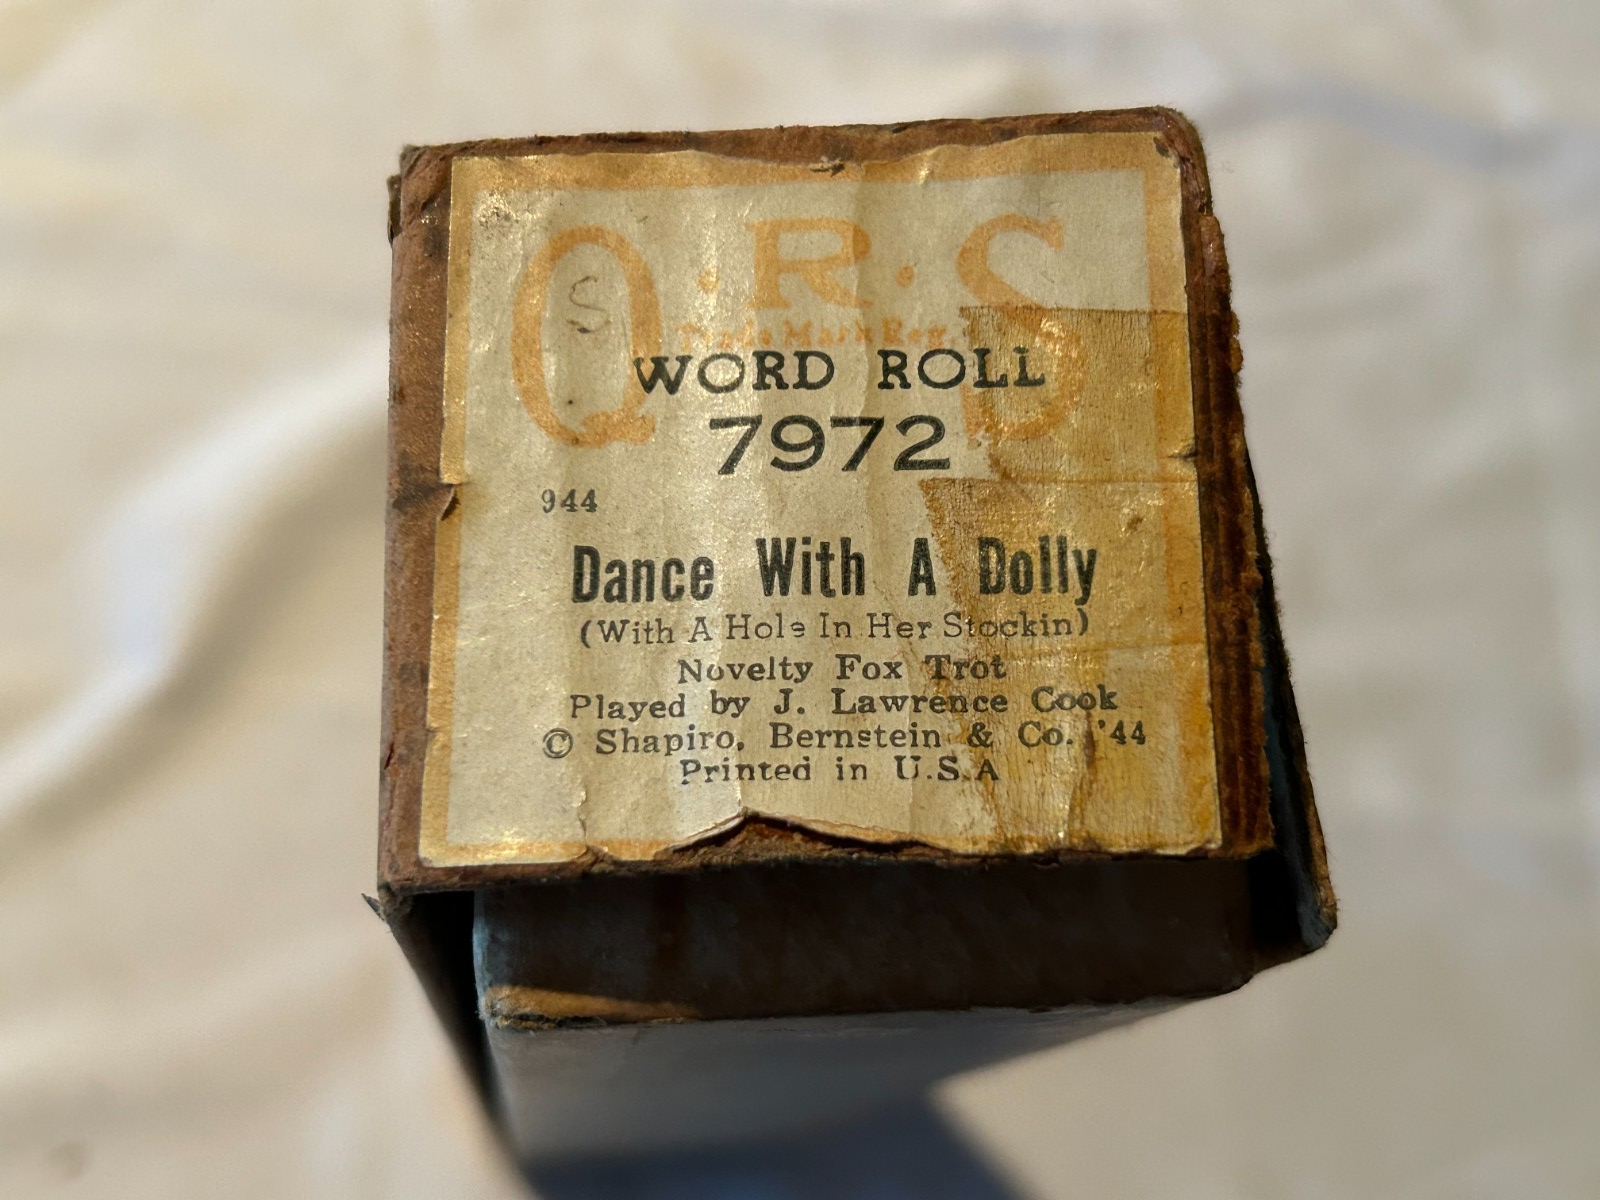 Q·R·S
S
Trade Mark Reg.
WORD ROLL
7972
944
Dance With A Dolly
(With A Hole In Her Stockin)
Novelty Fox Trot
Played by J. Lawrence Cook
© Shapiro, Bernstein & Co. '44
Printed in U.S.A